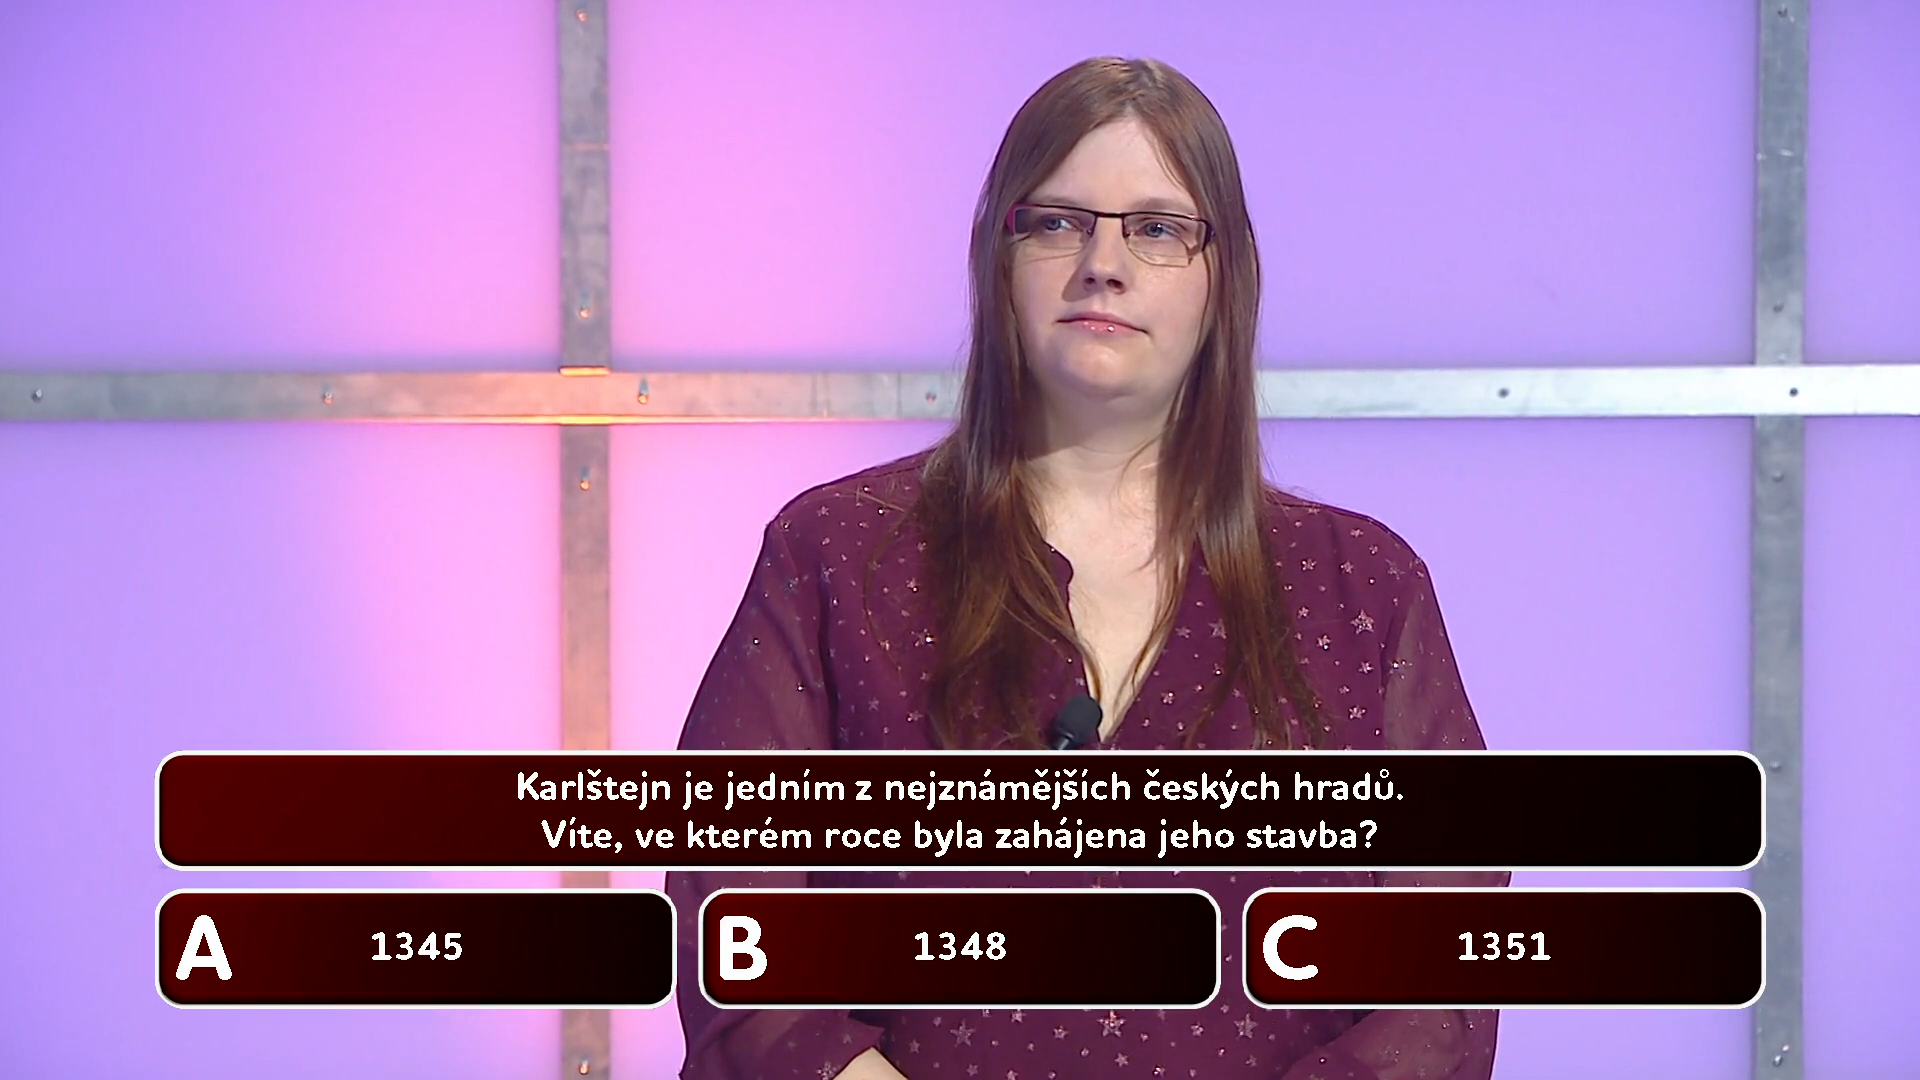 Karlštejn je jedním z nejznámějších českých hradů.
Víte, ve kterém roce byla zahájena jeho stavba?
A 1345
B 1348
C 1351